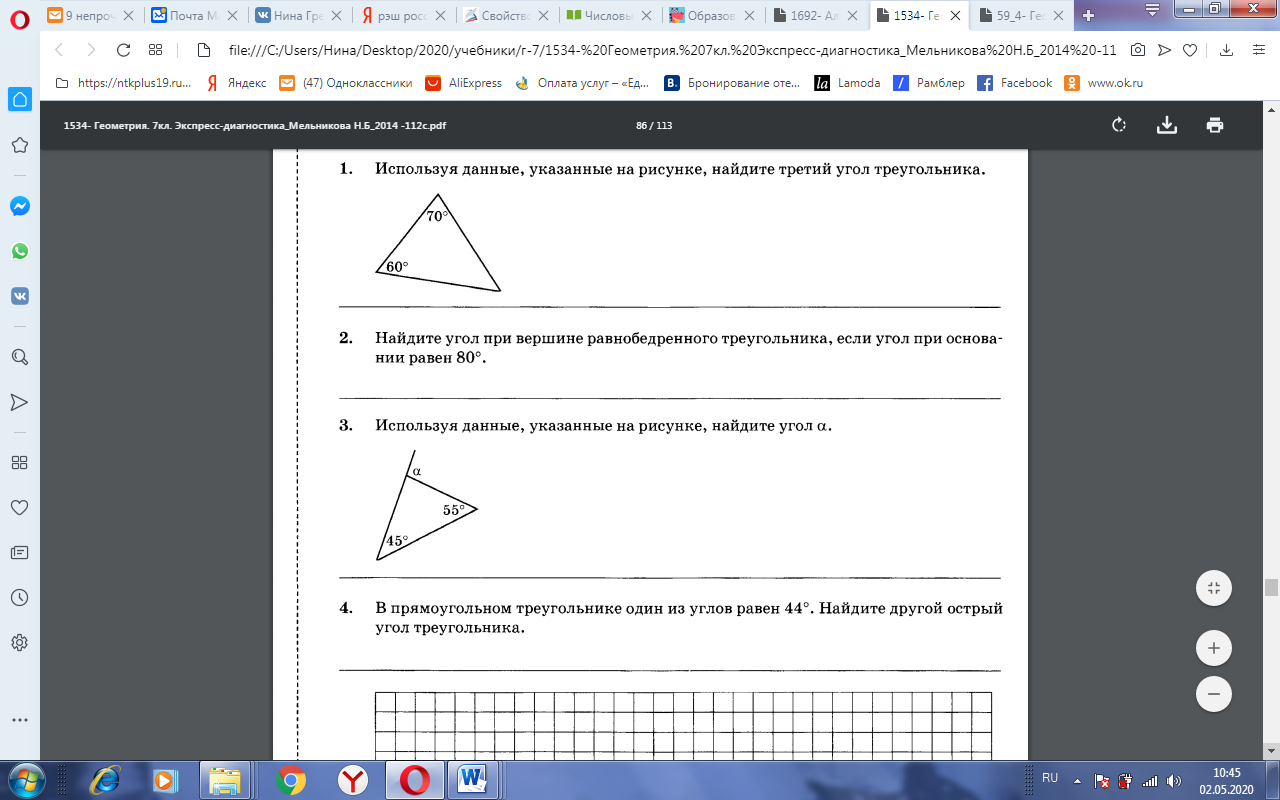 9 непроч
Почта M
Нина Гре
рэш росс
Свойство
Числовы
Образов
1692- Ал
1534- Гео
59_4- Гео
file:///C:/Users/Нина/Desktop/2020/учебники/г-7/1534-%20Геометрия.%207кл.%20Экспресс-диагностика_Мельникова%20Н.Б_2014%20-11
https://ntkplus19.ru...
Яндекс
(47) Одноклассники
AliExpress
Оплата услуг – «Ед...
Бронирование оте...
Lamoda
Рамблер
Facebook
www.ok.ru
1534- Геометрия. 7кл. Экспресс-диагностика_Мельникова Н.Б_2014 -112с.pdf
86 / 113
1. Используя данные, указанные на рисунке, найдите третий угол треугольника.
70°
60°
2. Найдите угол при вершине равнобедренного треугольника, если угол при основа-
нии равен 80°.
3. Используя данные, указанные на рисунке, найдите угол α.
α
55°
45°
4. В прямоугольном треугольнике один из углов равен 44°. Найдите другой острый
угол треугольника.
RU
10:45
02.05.2020